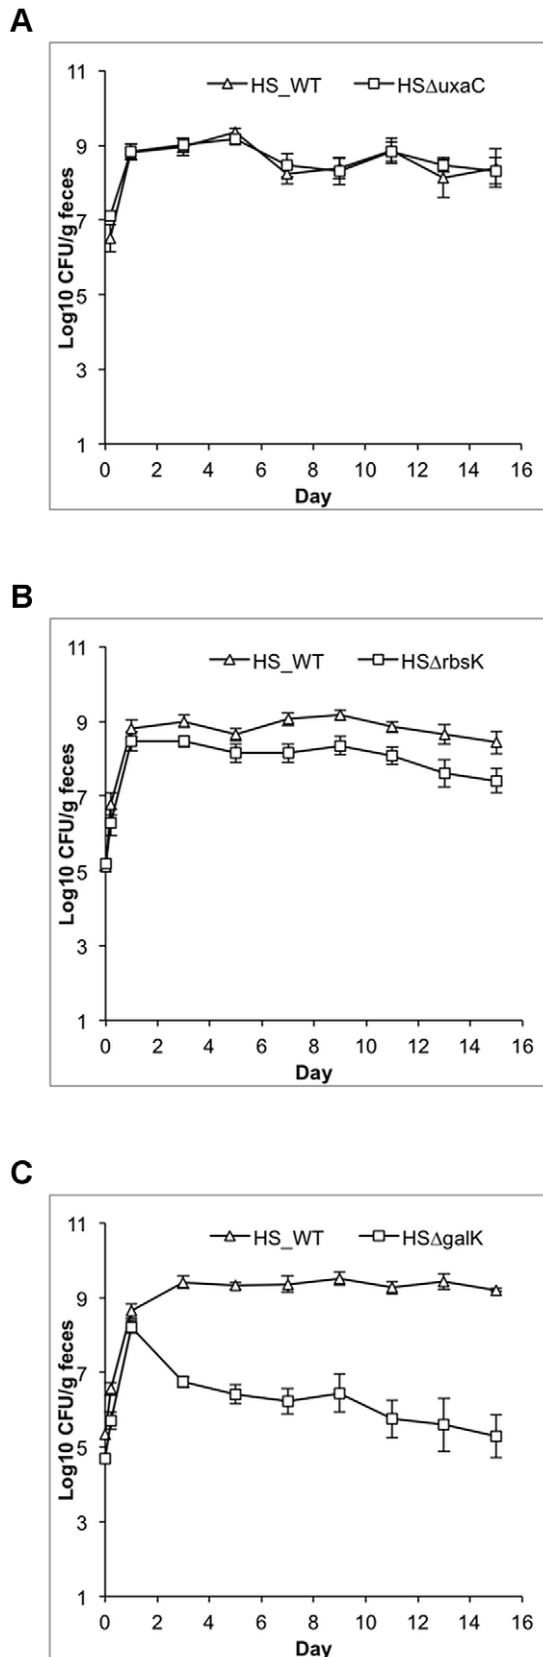 A
HS_WT
HSΔuxaC
11
9
7
5
3
1
Log10 CFU/g feces
0 2 4 6 8 10 12 14 16
Day
B
HS_WT
HSΔrbsK
11
9
7
5
3
1
Log10 CFU/g feces
0 2 4 6 8 10 12 14 16
Day
C
HS_WT
HSΔgalK
11
9
7
5
3
1
Log10 CFU/g feces
0 2 4 6 8 10 12 14 16
Day